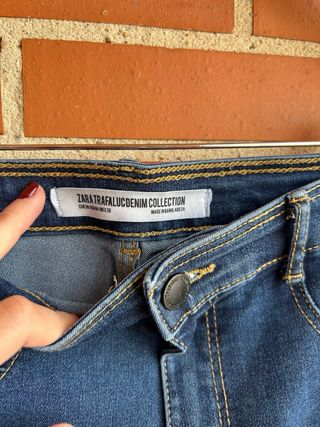 ZARA TRAFALUC DENIM COLLECTION
MADE IN BANGLADESH